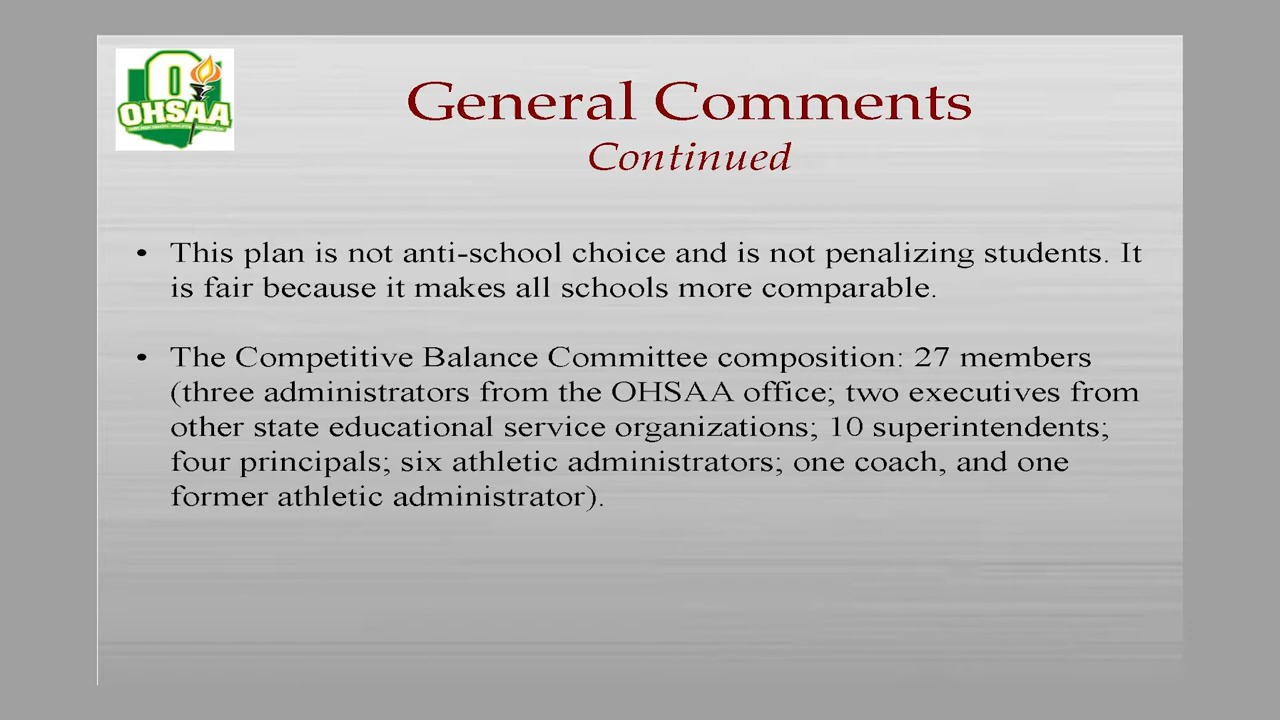 OHSAA
General Comments
Continued
• This plan is not anti-school choice and is not penalizing students. It
is fair because it makes all schools more comparable.
• The Competitive Balance Committee composition: 27 members
(three administrators from the OHSAA office; two executives from
other state educational service organizations; 10 superintendents;
four principals; six athletic administrators; one coach, and one
former athletic administrator).